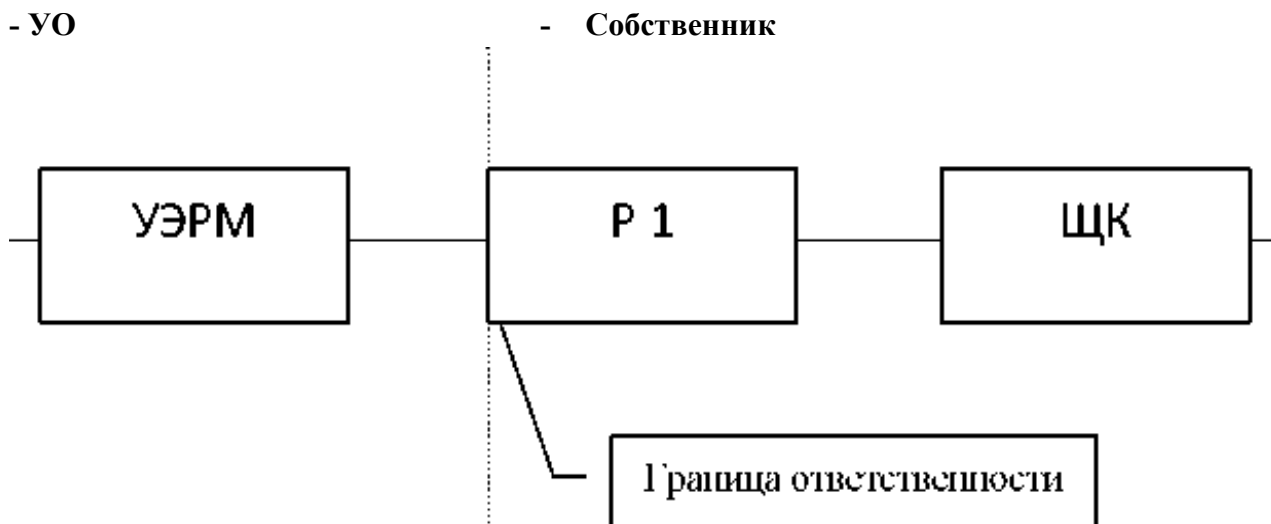 - УО - Собственник
УЭРМ Р 1 ЩК
Граница ответственности